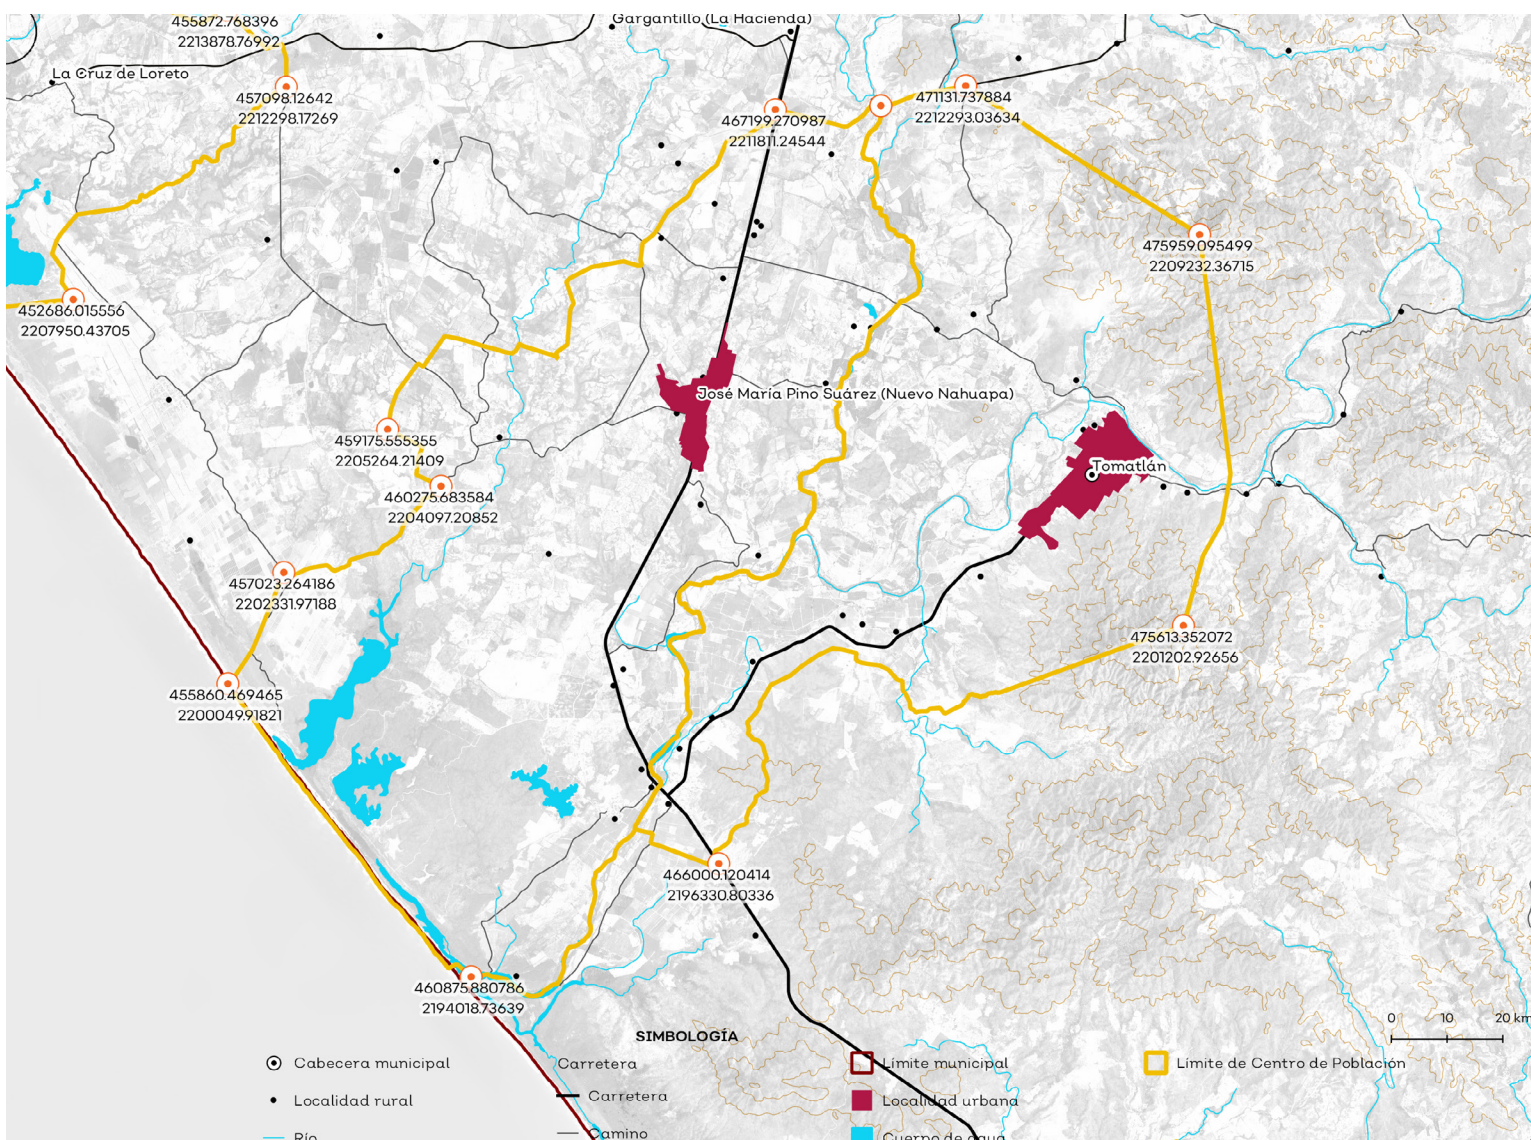 Gargantillo (La Hacienda)
455872.768396
2213878.76992
La Cruz de Loreto
457098.12642
2212298.17269
467199.270987
2211811.24544
471131.737884
2212293.03634
475959.095499
2209232.36715
452686.015556
2207950.43705
José María Pino Suárez (Nuevo Nahuapa)
459175.555355
2205264.21409
Tomatlán
460275.683584
2204097.20852
457023.264186
2202331.97188
475613.352072
2201202.92656
455860.469465
2200049.91821
466000.120414
2196330.80336
460875.880786
2194018.73639
0 10 20 km
SIMBOLOGÍA
Cabecera municipal
Carretera
Límite municipal
Límite de Centro de Población
Localidad rural
Carretera
Localidad urbana
Río
Camino
Cuerpo de agua